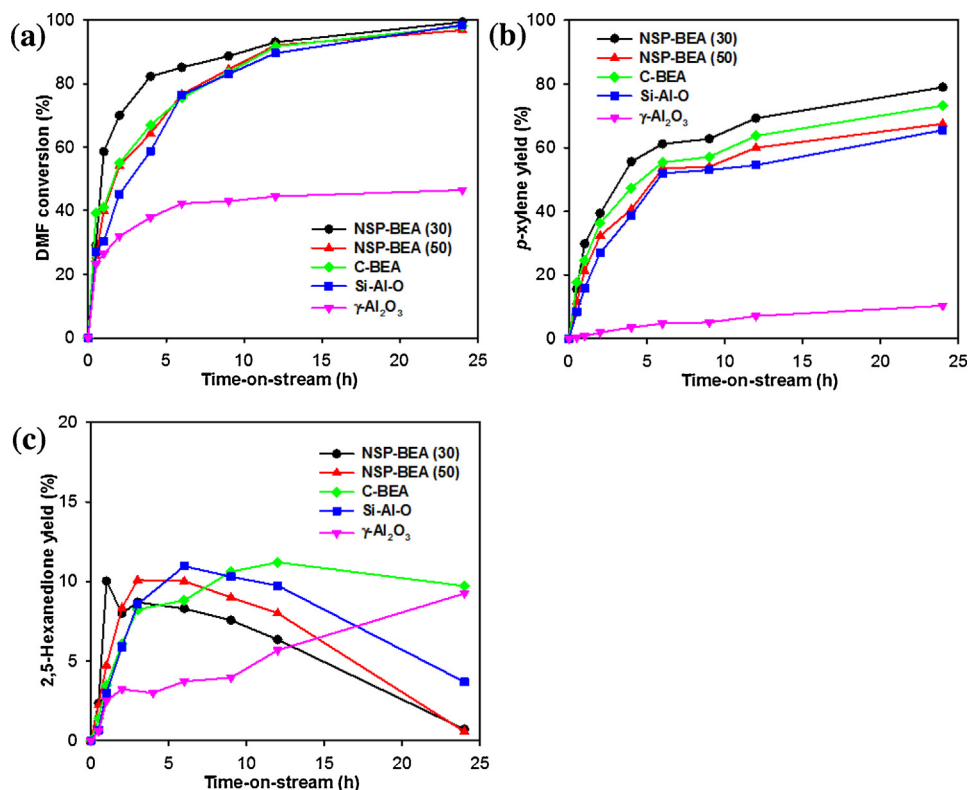 (a)
DMF conversion (%)
100
80
60
40
20
0
NSP-BEA (30)
NSP-BEA (50)
C-BEA
Si-Al-O
γ-Al₂O₃
0 5 10 15 20 25
Time-on-stream (h)
(b)
p-xylene yield (%)
100
80
60
40
20
0
NSP-BEA (30)
NSP-BEA (50)
C-BEA
Si-Al-O
γ-Al₂O₃
0 5 10 15 20 25
Time-on-stream (h)
(c)
2,5-Hexanedione yield (%)
20
15
10
5
0
NSP-BEA (30)
NSP-BEA (50)
C-BEA
Si-Al-O
γ-Al₂O₃
0 5 10 15 20 25
Time-on-stream (h)